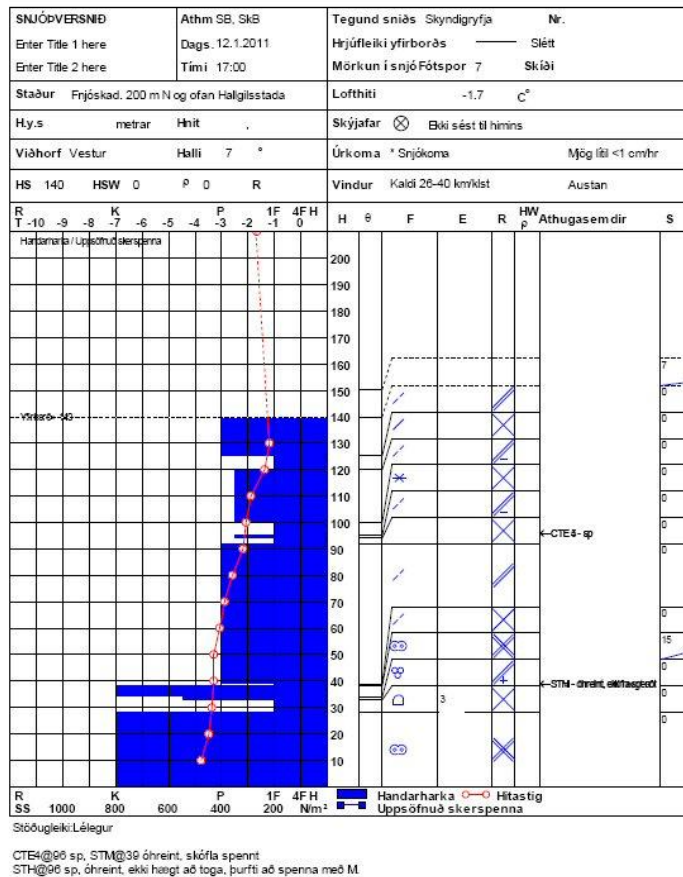 SNJÓÞVERSNIÐ Athm SB, SkB Tegund sniðs Skyndigryfja Nr.
Enter Title 1 here Dags. 12.1.2011 Hrjúfleiki yfirborðs Slétt
Enter Title 2 here Tími 17:00 Mörkun í snjó Fótspor 7 Skíði
Staður Fnjóskad. 200 m N og ofan Hallgilsstada Lofthiti -1.7 C°
H.y.s metrar Hnit , Skýjafar Ekki sést til himins
Viðhorf Vestur Halli 7 ° Úrkoma * Snjókoma Mjög lítil <1 cm/hr
HS 140 HSW 0 ρ 0 R Vindur Kaldi 26-40 km/klst Austan
R K P 1F 4F H H θ F E R HW ρ Athugasemdir S
T -10 -9 -8 -7 -6 -5 -4 -3 -2 -1 0
Handarharka / Uppsöfnuð skerspenna
200
190
180
170
160
7
150
0
140
0
130
0
120
0
110
0
100
0
CTE4 - sp
90
0
80
70
60
0
50
15
40
0
30
3
0
20
10
R K P 1F 4F H Handarharka Hitastig
SS 1000 800 600 400 200 N/m² Uppsöfnuð skerspenna
Stöðugleiki: Lélegur
CTE4@96 sp, STM@39 óhreint, skófla spennt
STH@96 sp, óhreint, ekki hægt að toga, þurfti að spenna með M.